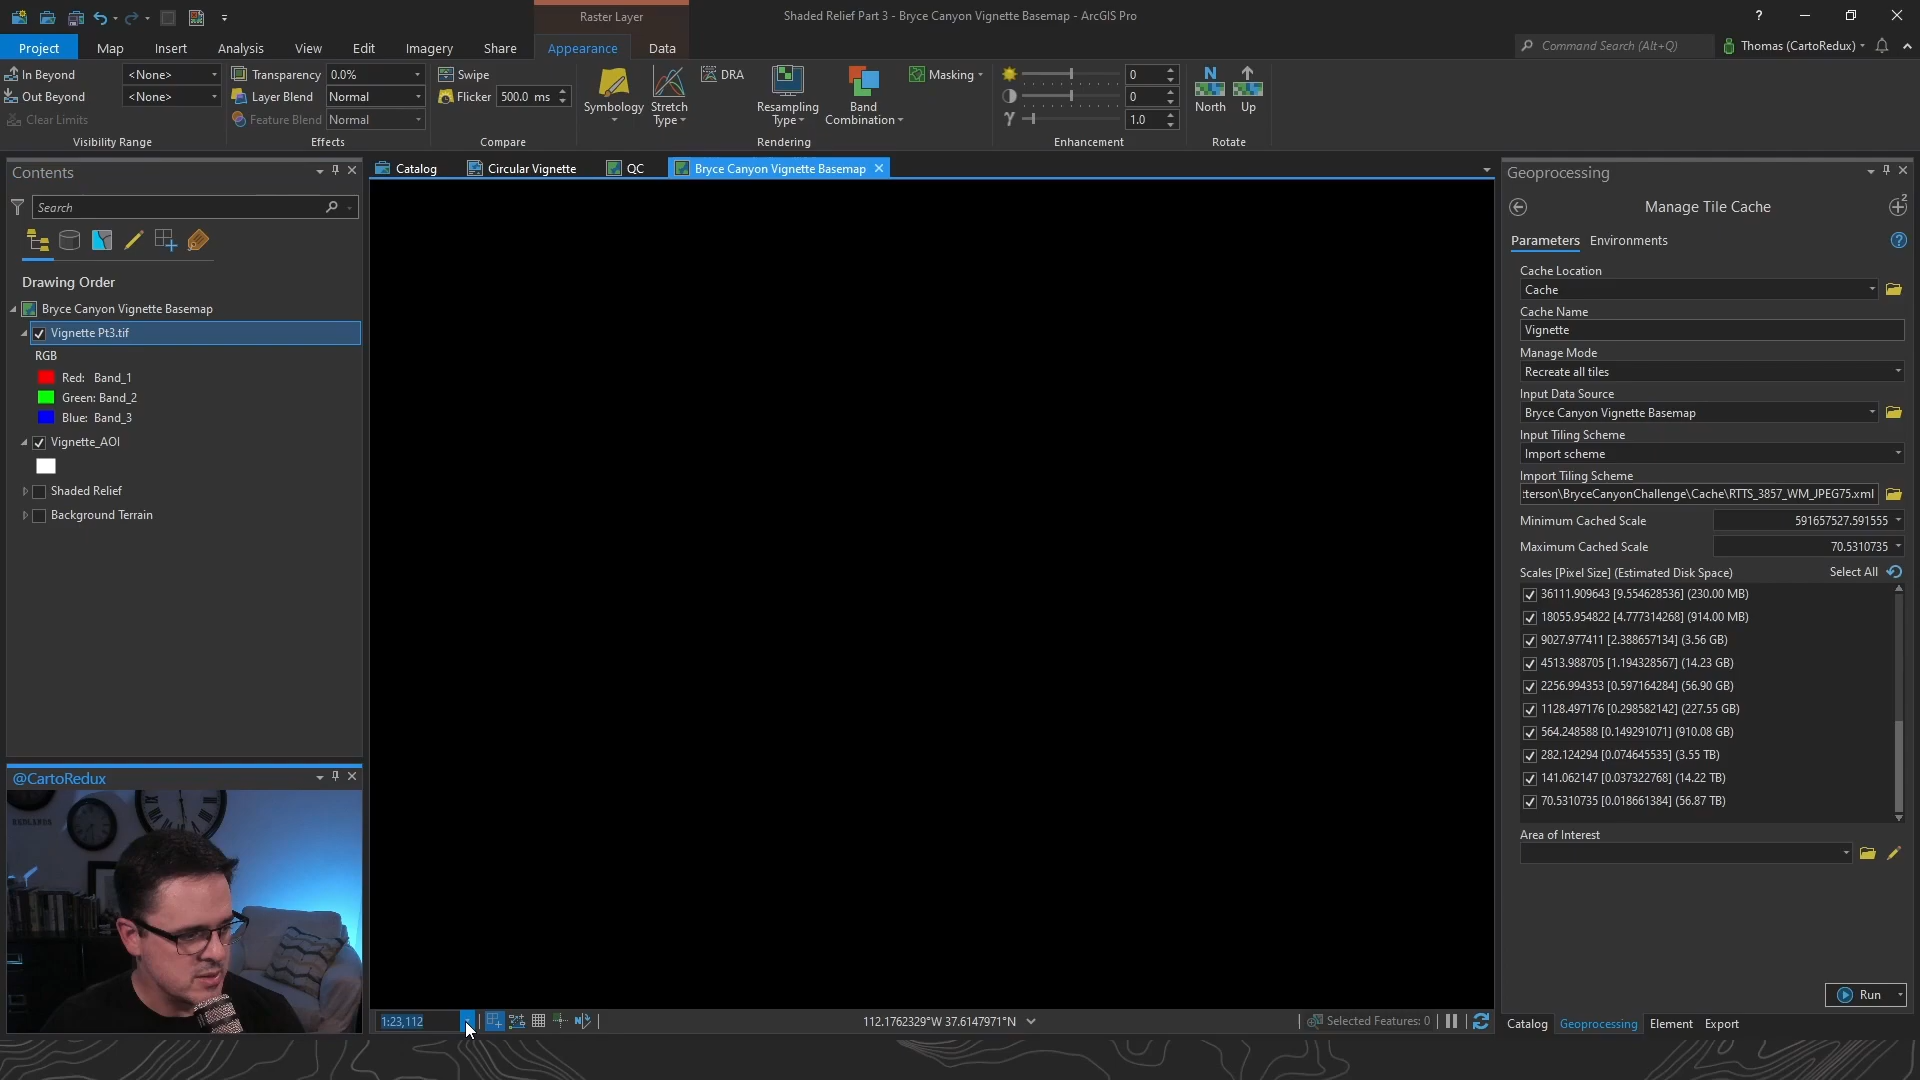 Raster Layer
Shaded Relief Part 3 - Bryce Canyon Vignette Basemap - ArcGIS Pro
?
Project
Map
Insert
Analysis
View
Edit
Imagery
Share
Appearance
Data
Command Search (Alt+Q)
Thomas (CartoRedux)
In Beyond
<None>
Out Beyond
<None>
Clear Limits
Visibility Range
Transparency
0.0%
Layer Blend
Normal
Feature Blend
Normal
Effects
Swipe
Flicker
500.0 ms
Compare
Symbology
Stretch
Type
DRA
Resampling
Type
Band
Combination
Masking
Rendering
0
0
1.0
Enhancement
North
Up
Rotate
Contents
Search
Drawing Order
Bryce Canyon Vignette Basemap
Vignette Pt3.tif
RGB
Red: Band_1
Green: Band_2
Blue: Band_3
Vignette_AOI
Shaded Relief
Background Terrain
@CartoRedux
REDLANDS
Catalog
Circular Vignette
QC
Bryce Canyon Vignette Basemap
1:23,112
112.1762329°W 37.6147971°N
Selected Features: 0
Geoprocessing
Manage Tile Cache
2
Parameters
Environments
?
Cache Location
Cache
Cache Name
Vignette
Manage Mode
Recreate all tiles
Input Data Source
Bryce Canyon Vignette Basemap
Input Tiling Scheme
Import scheme
Import Tiling Scheme
:terson\BryceCanyonChallenge\Cache\RTTS_3857_WM_JPEG75.xml
Minimum Cached Scale
591657527.591555
Maximum Cached Scale
70.5310735
Scales [Pixel Size] (Estimated Disk Space)
Select All
36111.909643 [9.554628536] (230.00 MB)
18055.954822 [4.777314268] (914.00 MB)
9027.977411 [2.388657134] (3.56 GB)
4513.988705 [1.194328567] (14.23 GB)
2256.994353 [0.597164284] (56.90 GB)
1128.497176 [0.298582142] (227.55 GB)
564.248588 [0.149291071] (910.08 GB)
282.124294 [0.074645535] (3.55 TB)
141.062147 [0.037322768] (14.22 TB)
70.5310735 [0.018661384] (56.87 TB)
Area of Interest
Run
Catalog
Geoprocessing
Element
Export